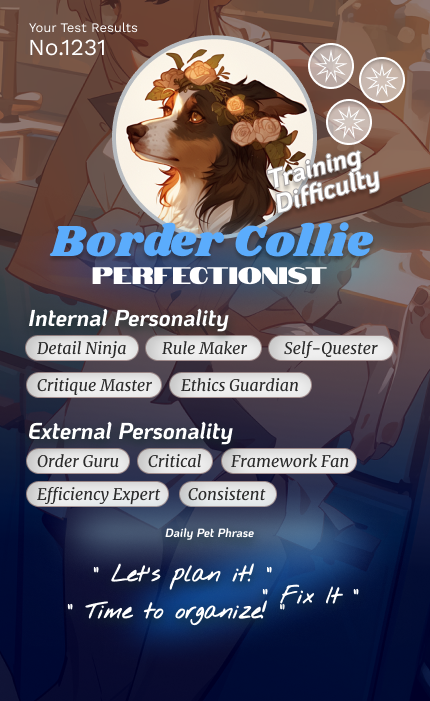 Your Test Results
No.1231
Training
Difficulty
Border Collie
PERFECTIONIST
Internal Personality
Detail Ninja Rule Maker Self-Quester
Critique Master Ethics Guardian
External Personality
Order Guru Critical Framework Fan
Efficiency Expert Consistent
Daily Pet Phrase
" Let's plan it! "
" Fix It "
" Time to organize! "